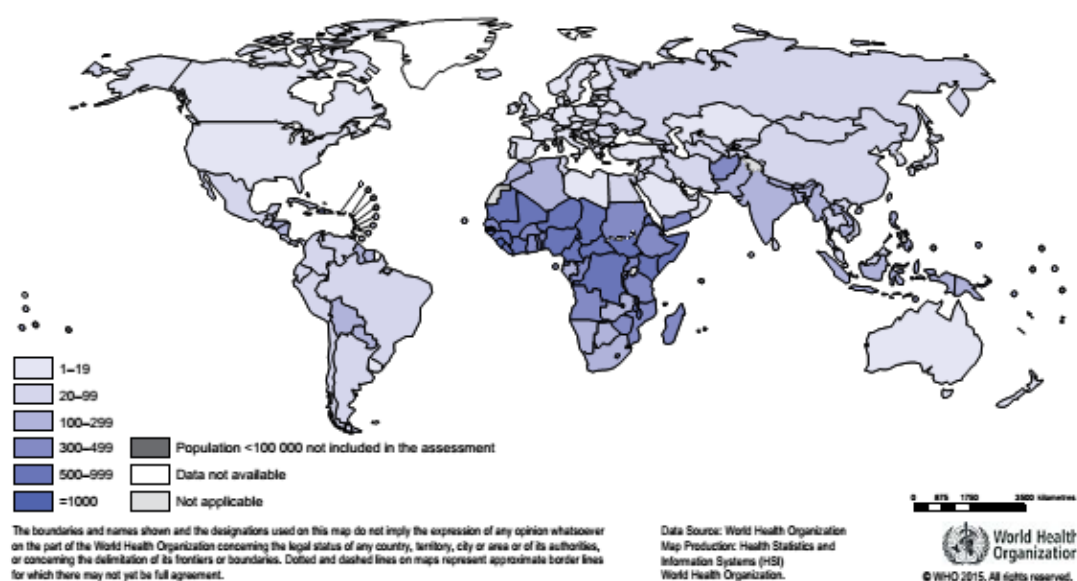 1–19
20–99
100–299
300–499
500–999
=1000
Population <100 000 not included in the assessment
Data not available
Not applicable
0 875 1750 3500 kilometres
The boundaries and names shown and the designations used on this map do not imply the expression of any opinion whatsoever
on the part of the World Health Organization concerning the legal status of any country, territory, city or area or of its authorities,
or concerning the delimitation of its frontiers or boundaries. Dotted and dashed lines on maps represent approximate border lines
for which there may not yet be full agreement.
Data Source: World Health Organization
Map Production: Health Statistics and
Information Systems (HSI)
World Health Organization.
World Health
Organization
© WHO 2015. All rights reserved.